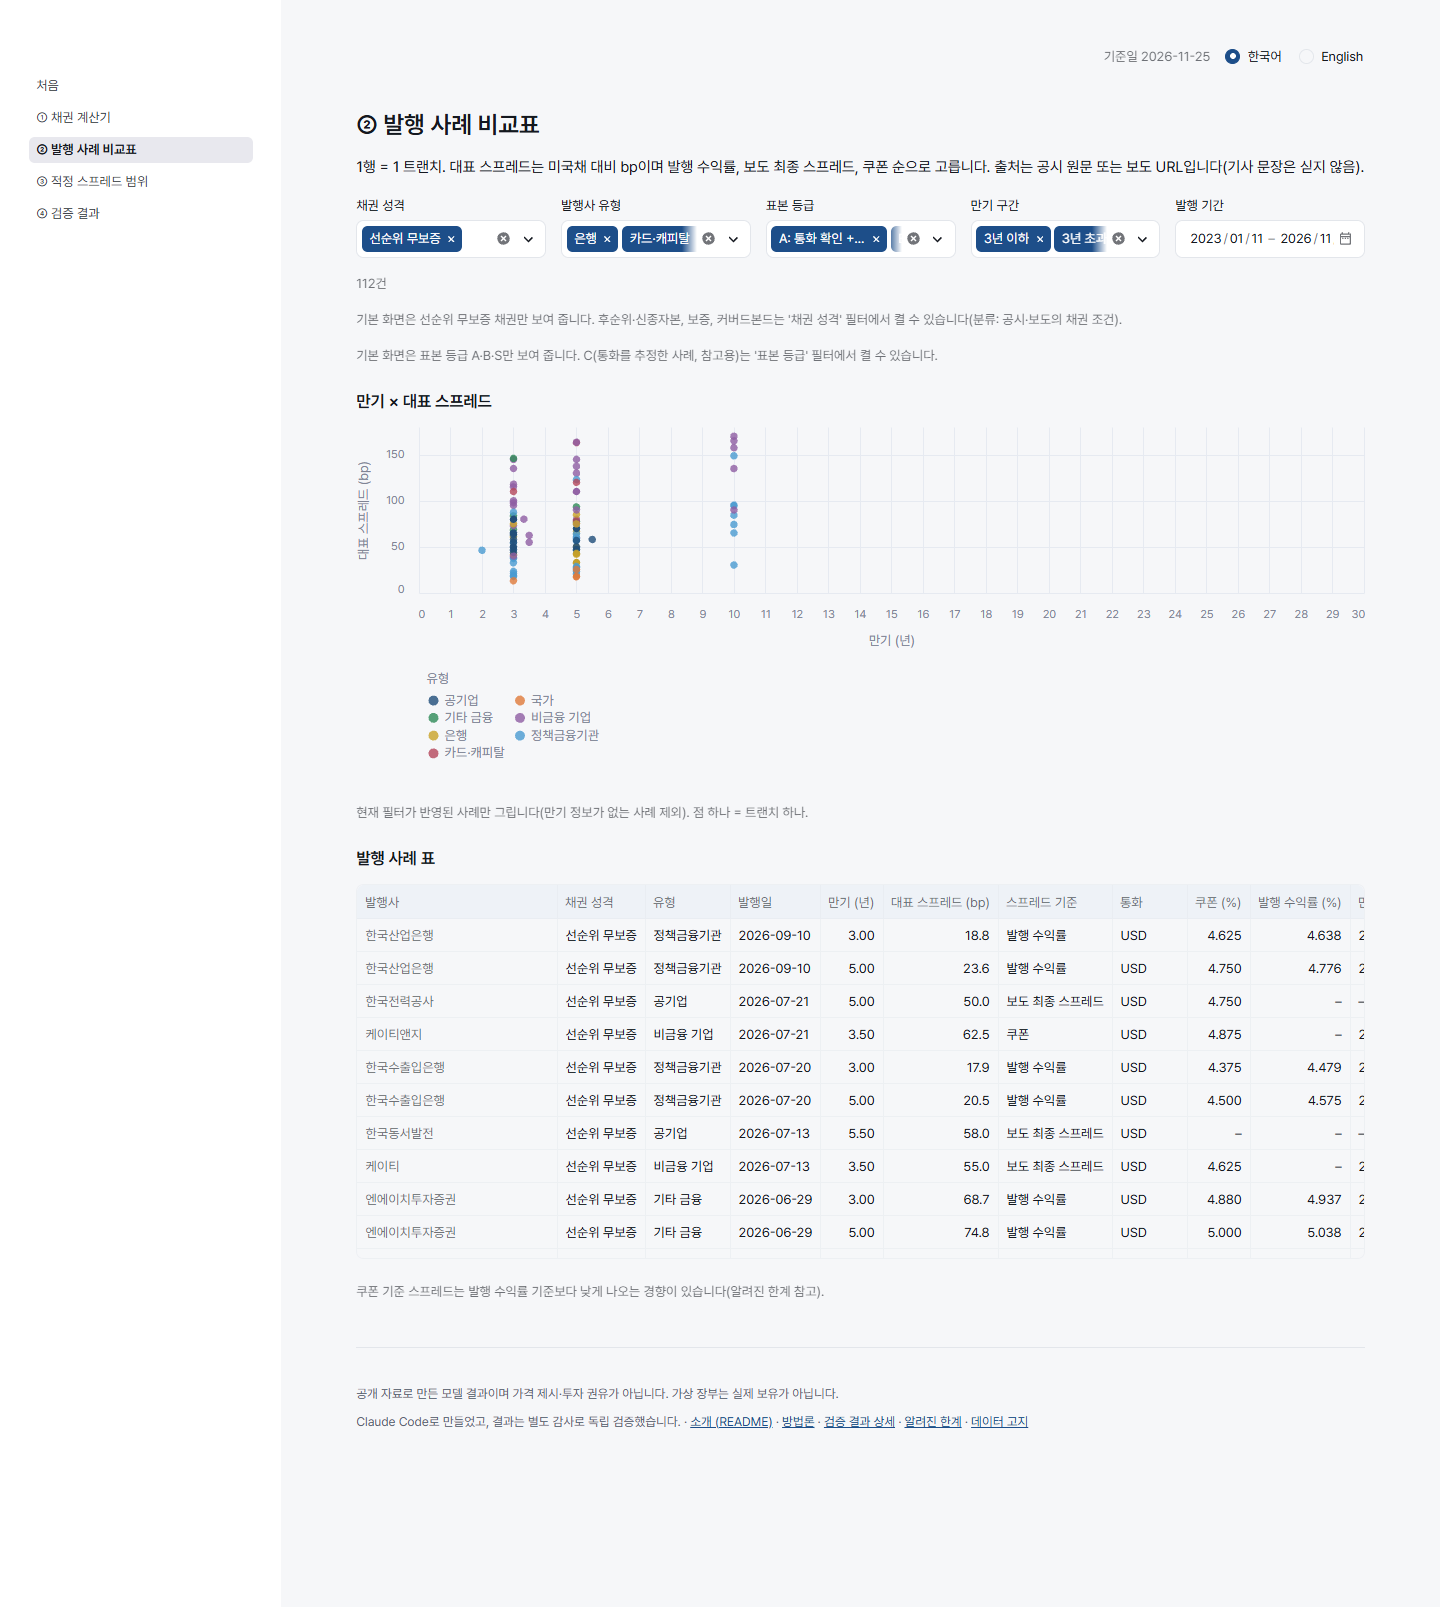 기준일 2026-11-25 한국어 English
처음
① 채권 계산기
② 발행 사례 비교표
③ 적정 스프레드 범위
④ 검증 결과
② 발행 사례 비교표
1행 = 1 트랜치. 대표 스프레드는 미국채 대비 bp이며 발행 수익률, 보도 최종 스프레드, 쿠폰 순으로 고릅니다. 출처는 공시 원문 또는 보도 URL입니다(기사 문장은 싣지 않음).
채권 성격 발행사 유형 표본 등급 만기 구간 발행 기간
선순위 무보증 은행 카드·캐피탈 A: 통화 확인 +... 3년 이하 3년 초과 2023/01/11 – 2026/11
112건
기본 화면은 선순위 무보증 채권만 보여 줍니다. 후순위·신종자본, 보증, 커버드본드는 '채권 성격' 필터에서 켤 수 있습니다(분류: 공시·보도의 채권 조건).
기본 화면은 표본 등급 A·B·S만 보여 줍니다. C(통화를 추정한 사례, 참고용)는 '표본 등급' 필터에서 켤 수 있습니다.
만기 × 대표 스프레드
대표 스프레드 (bp)
150
100
50
0
0 1 2 3 4 5 6 7 8 9 10 11 12 13 14 15 16 17 18 19 20 21 22 23 24 25 26 27 28 29 30
만기 (년)
유형
공기업 국가
기타 금융 비금융 기업
은행 정책금융기관
카드·캐피탈
현재 필터가 반영된 사례만 그립니다(만기 정보가 없는 사례 제외). 점 하나 = 트랜치 하나.
발행 사례 표
발행사 채권 성격 유형 발행일 만기 (년) 대표 스프레드 (bp) 스프레드 기준 통화 쿠폰 (%) 발행 수익률 (%)
한국산업은행 선순위 무보증 정책금융기관 2026-09-10 3.00 18.8 발행 수익률 USD 4.625 4.638 2
한국산업은행 선순위 무보증 정책금융기관 2026-09-10 5.00 23.6 발행 수익률 USD 4.750 4.776 2
한국전력공사 선순위 무보증 공기업 2026-07-21 5.00 50.0 보도 최종 스프레드 USD 4.750 – –
케이티앤지 선순위 무보증 비금융 기업 2026-07-21 3.50 62.5 쿠폰 USD 4.875 – 2
한국수출입은행 선순위 무보증 정책금융기관 2026-07-20 3.00 17.9 발행 수익률 USD 4.375 4.479 2
한국수출입은행 선순위 무보증 정책금융기관 2026-07-20 5.00 20.5 발행 수익률 USD 4.500 4.575 2
한국동서발전 선순위 무보증 공기업 2026-07-13 5.50 58.0 보도 최종 스프레드 USD – – –
케이티 선순위 무보증 비금융 기업 2026-07-13 3.50 55.0 보도 최종 스프레드 USD 4.625 – 2
엔에이치투자증권 선순위 무보증 기타 금융 2026-06-29 3.00 68.7 발행 수익률 USD 4.880 4.937 2
엔에이치투자증권 선순위 무보증 기타 금융 2026-06-29 5.00 74.8 발행 수익률 USD 5.000 5.038 2
쿠폰 기준 스프레드는 발행 수익률 기준보다 낮게 나오는 경향이 있습니다(알려진 한계 참고).
공개 자료로 만든 모델 결과이며 가격 제시·투자 권유가 아닙니다. 가상 장부는 실제 보유가 아닙니다.
Claude Code로 만들었고, 결과는 별도 감사로 독립 검증했습니다. · 소개 (README) · 방법론 · 검증 결과 상세 · 알려진 한계 · 데이터 고지